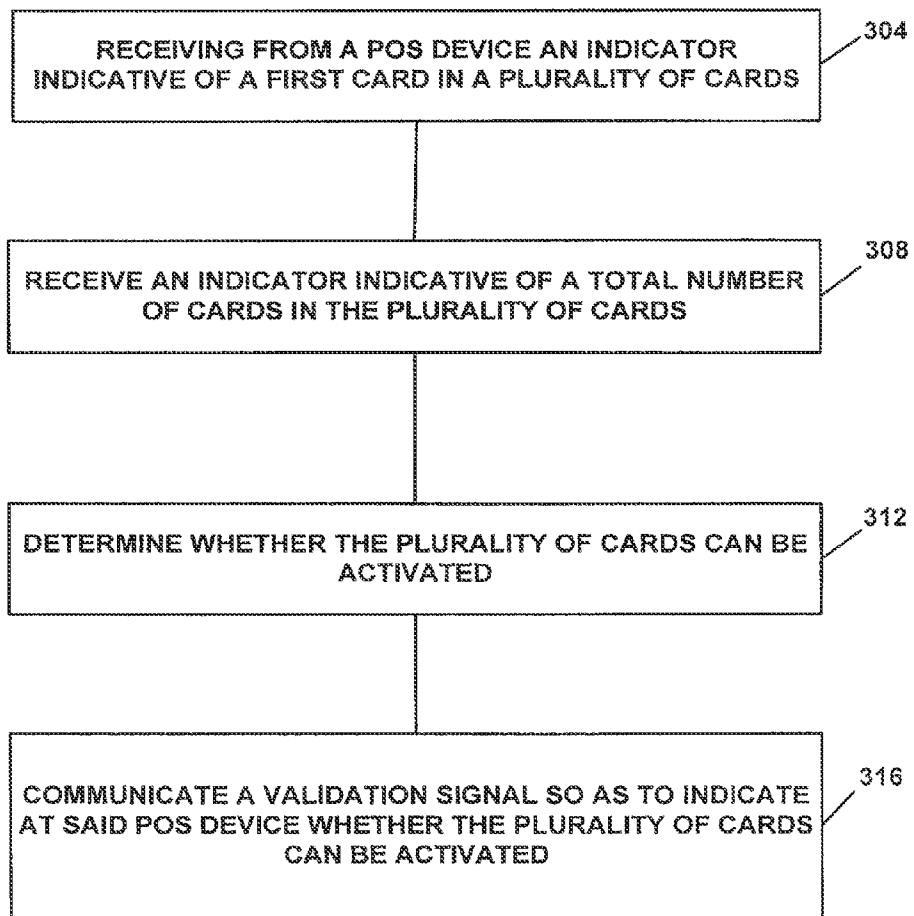 RECEIVING FROM A POS DEVICE AN INDICATOR
INDICATIVE OF A FIRST CARD IN A PLURALITY OF CARDS
304
RECEIVE AN INDICATOR INDICATIVE OF A TOTAL NUMBER
OF CARDS IN THE PLURALITY OF CARDS
308
DETERMINE WHETHER THE PLURALITY OF CARDS CAN BE
ACTIVATED
312
COMMUNICATE A VALIDATION SIGNAL SO AS TO INDICATE
AT SAID POS DEVICE WHETHER THE PLURALITY OF CARDS
CAN BE ACTIVATED
316